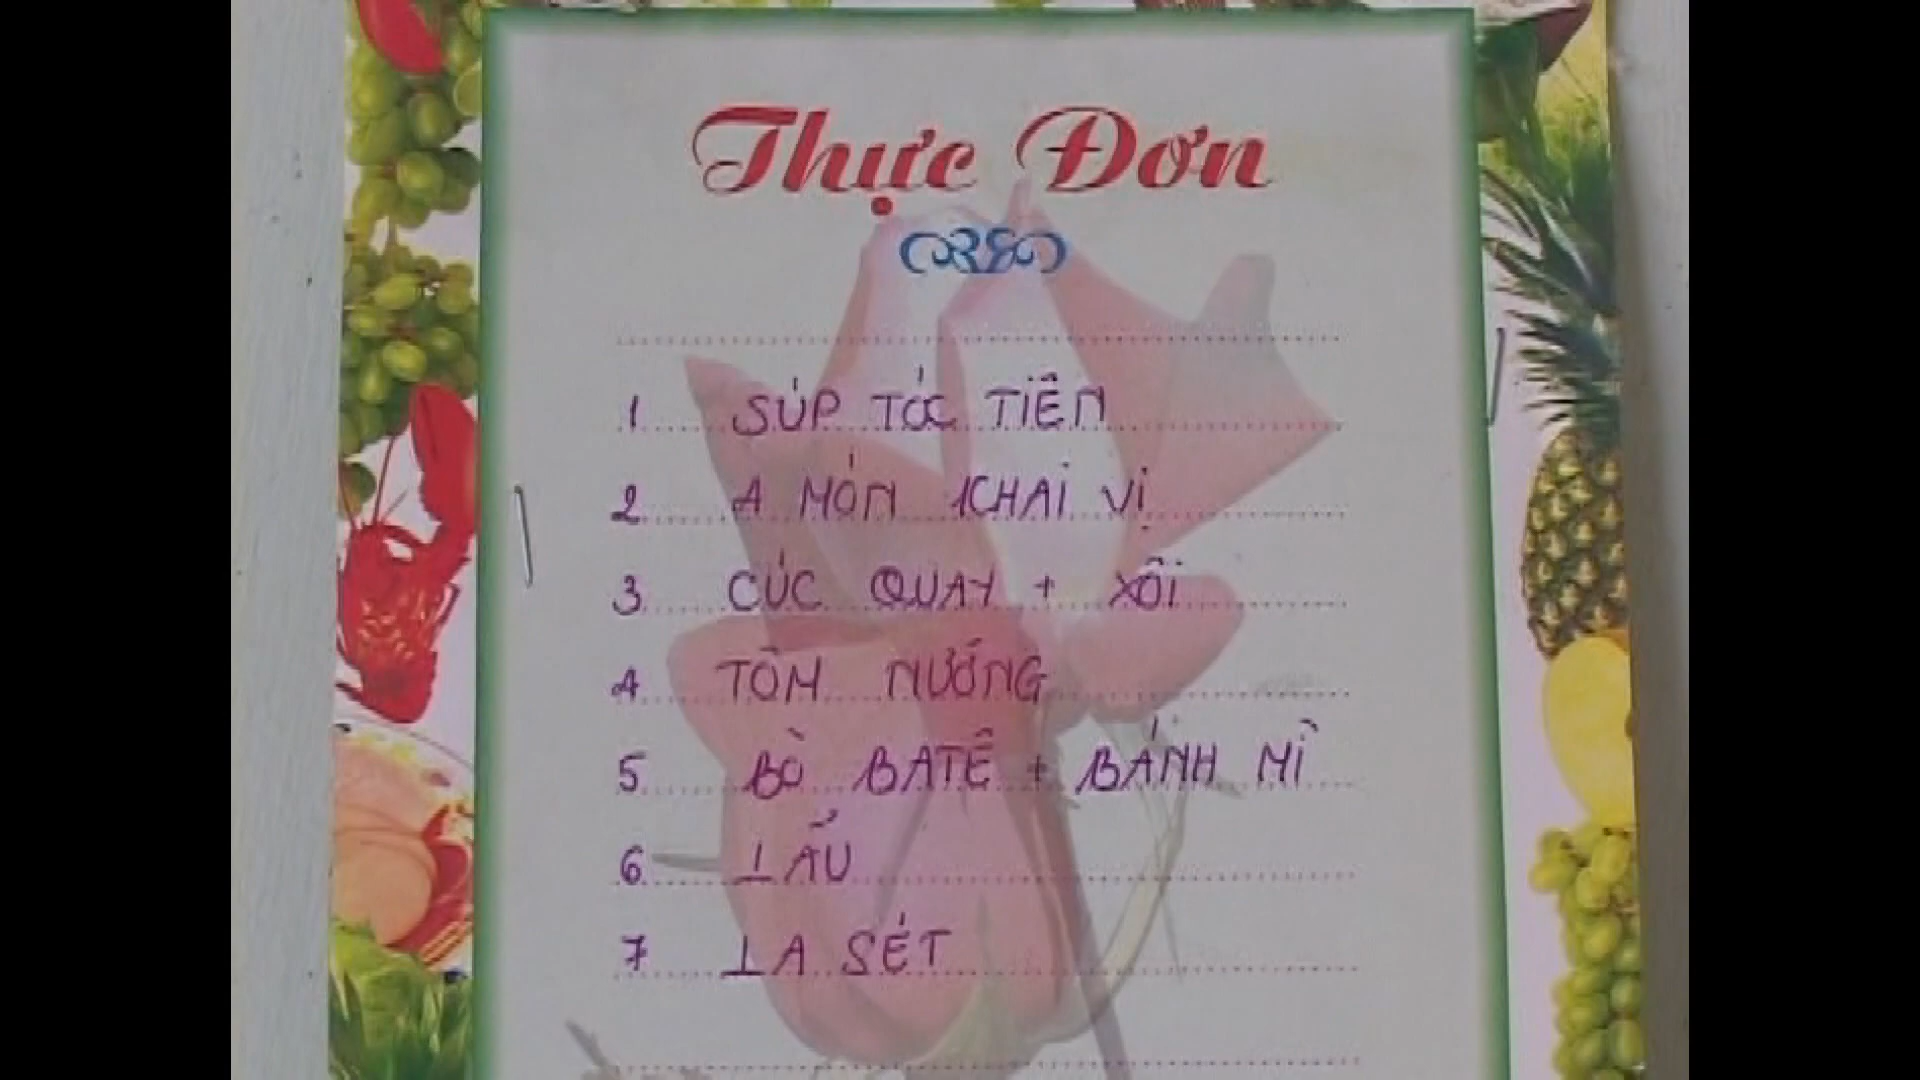 Thực Đơn
1 SÚP TÓC TIÊN
2 4 MÓN KHAI VỊ
3 CÚC QUAY + XÔI
4 TÔM NƯỚNG
5 BÒ BATÊ + BÁNH MÌ
6 LẨU
7 LA SÉT